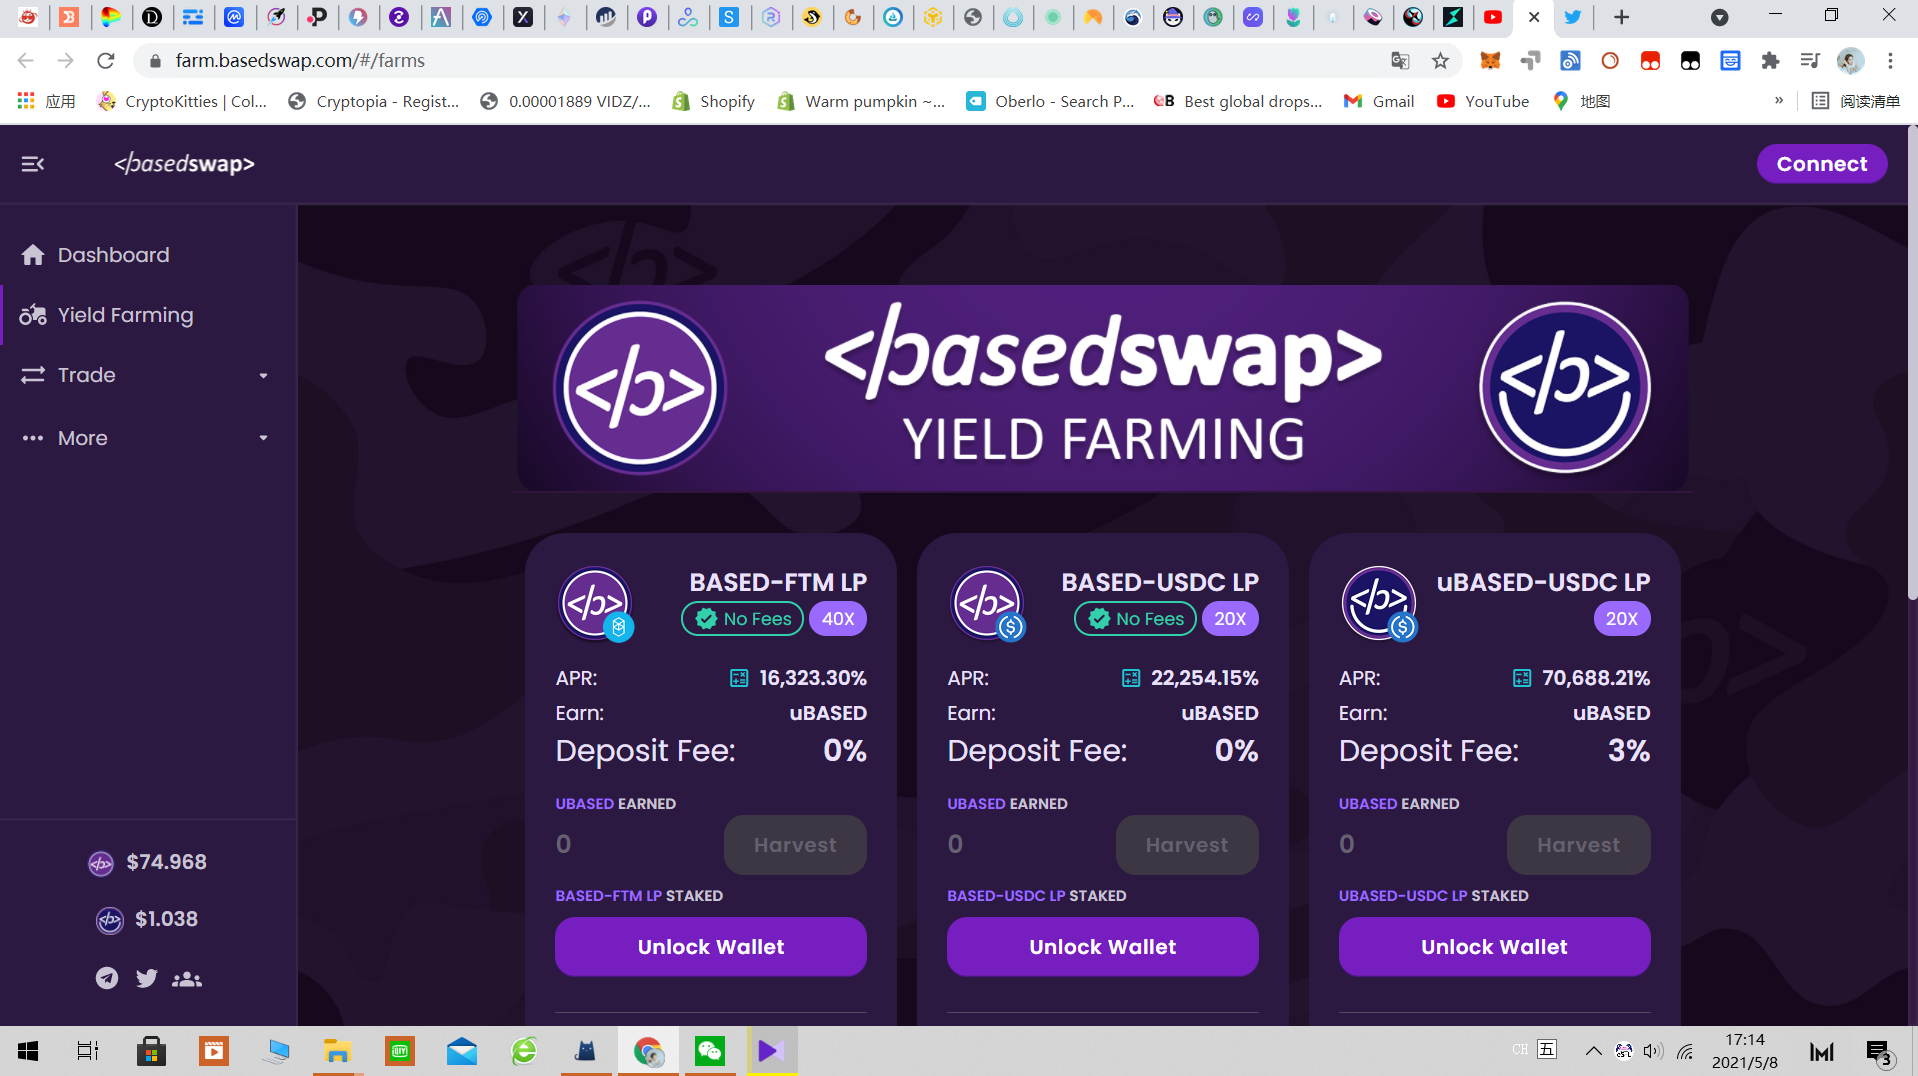 farm.basedswap.com/#/farms
应用
CryptoKitties | Col...
Cryptopia - Regist...
0.00001889 VIDZ/...
Shopify
Warm pumpkin ~...
Oberlo - Search P...
Best global drops...
Gmail
YouTube
地图
»
阅读清单
</basedswap>
Connect
Dashboard
Yield Farming
Trade
More
$74.968
$1.038
</basedswap>
YIELD FARMING
BASED-FTM LP
No Fees 40X
APR: 16,323.30%
Earn: uBASED
Deposit Fee: 0%
UBASED EARNED
0 Harvest
BASED-FTM LP STAKED
Unlock Wallet
BASED-USDC LP
No Fees 20X
APR: 22,254.15%
Earn: uBASED
Deposit Fee: 0%
UBASED EARNED
0 Harvest
BASED-USDC LP STAKED
Unlock Wallet
uBASED-USDC LP
20X
APR: 70,688.21%
Earn: uBASED
Deposit Fee: 3%
UBASED EARNED
0 Harvest
UBASED-USDC LP STAKED
Unlock Wallet
CH 五
17:14
2021/5/8
3